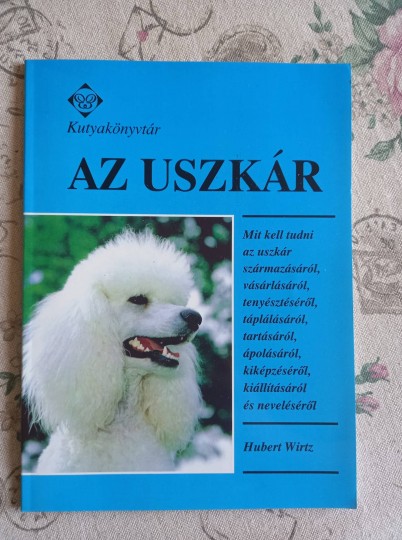 Kutyakönyvtár
AZ USZKÁR
Mit kell tudni
az uszkár
származásáról,
vásárlásáról,
tenyésztéséről,
táplálásáról,
tartásáról,
ápolásáról,
kiképzéséről,
kiállításáról
és neveléséről
Hubert Wirtz